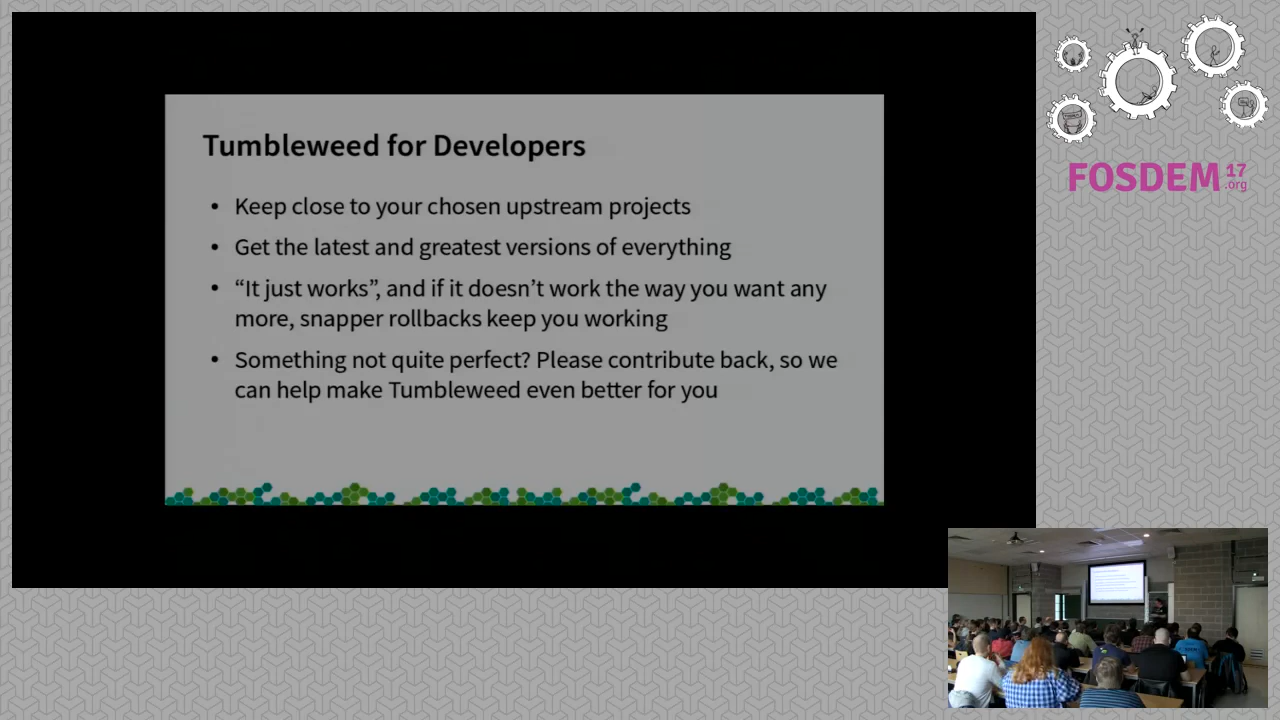 Tumbleweed for Developers
• Keep close to your chosen upstream projects
• Get the latest and greatest versions of everything
• “It just works”, and if it doesn’t work the way you want any
more, snapper rollbacks keep you working
• Something not quite perfect? Please contribute back, so we
can help make Tumbleweed even better for you
FOSDEM 17
.org